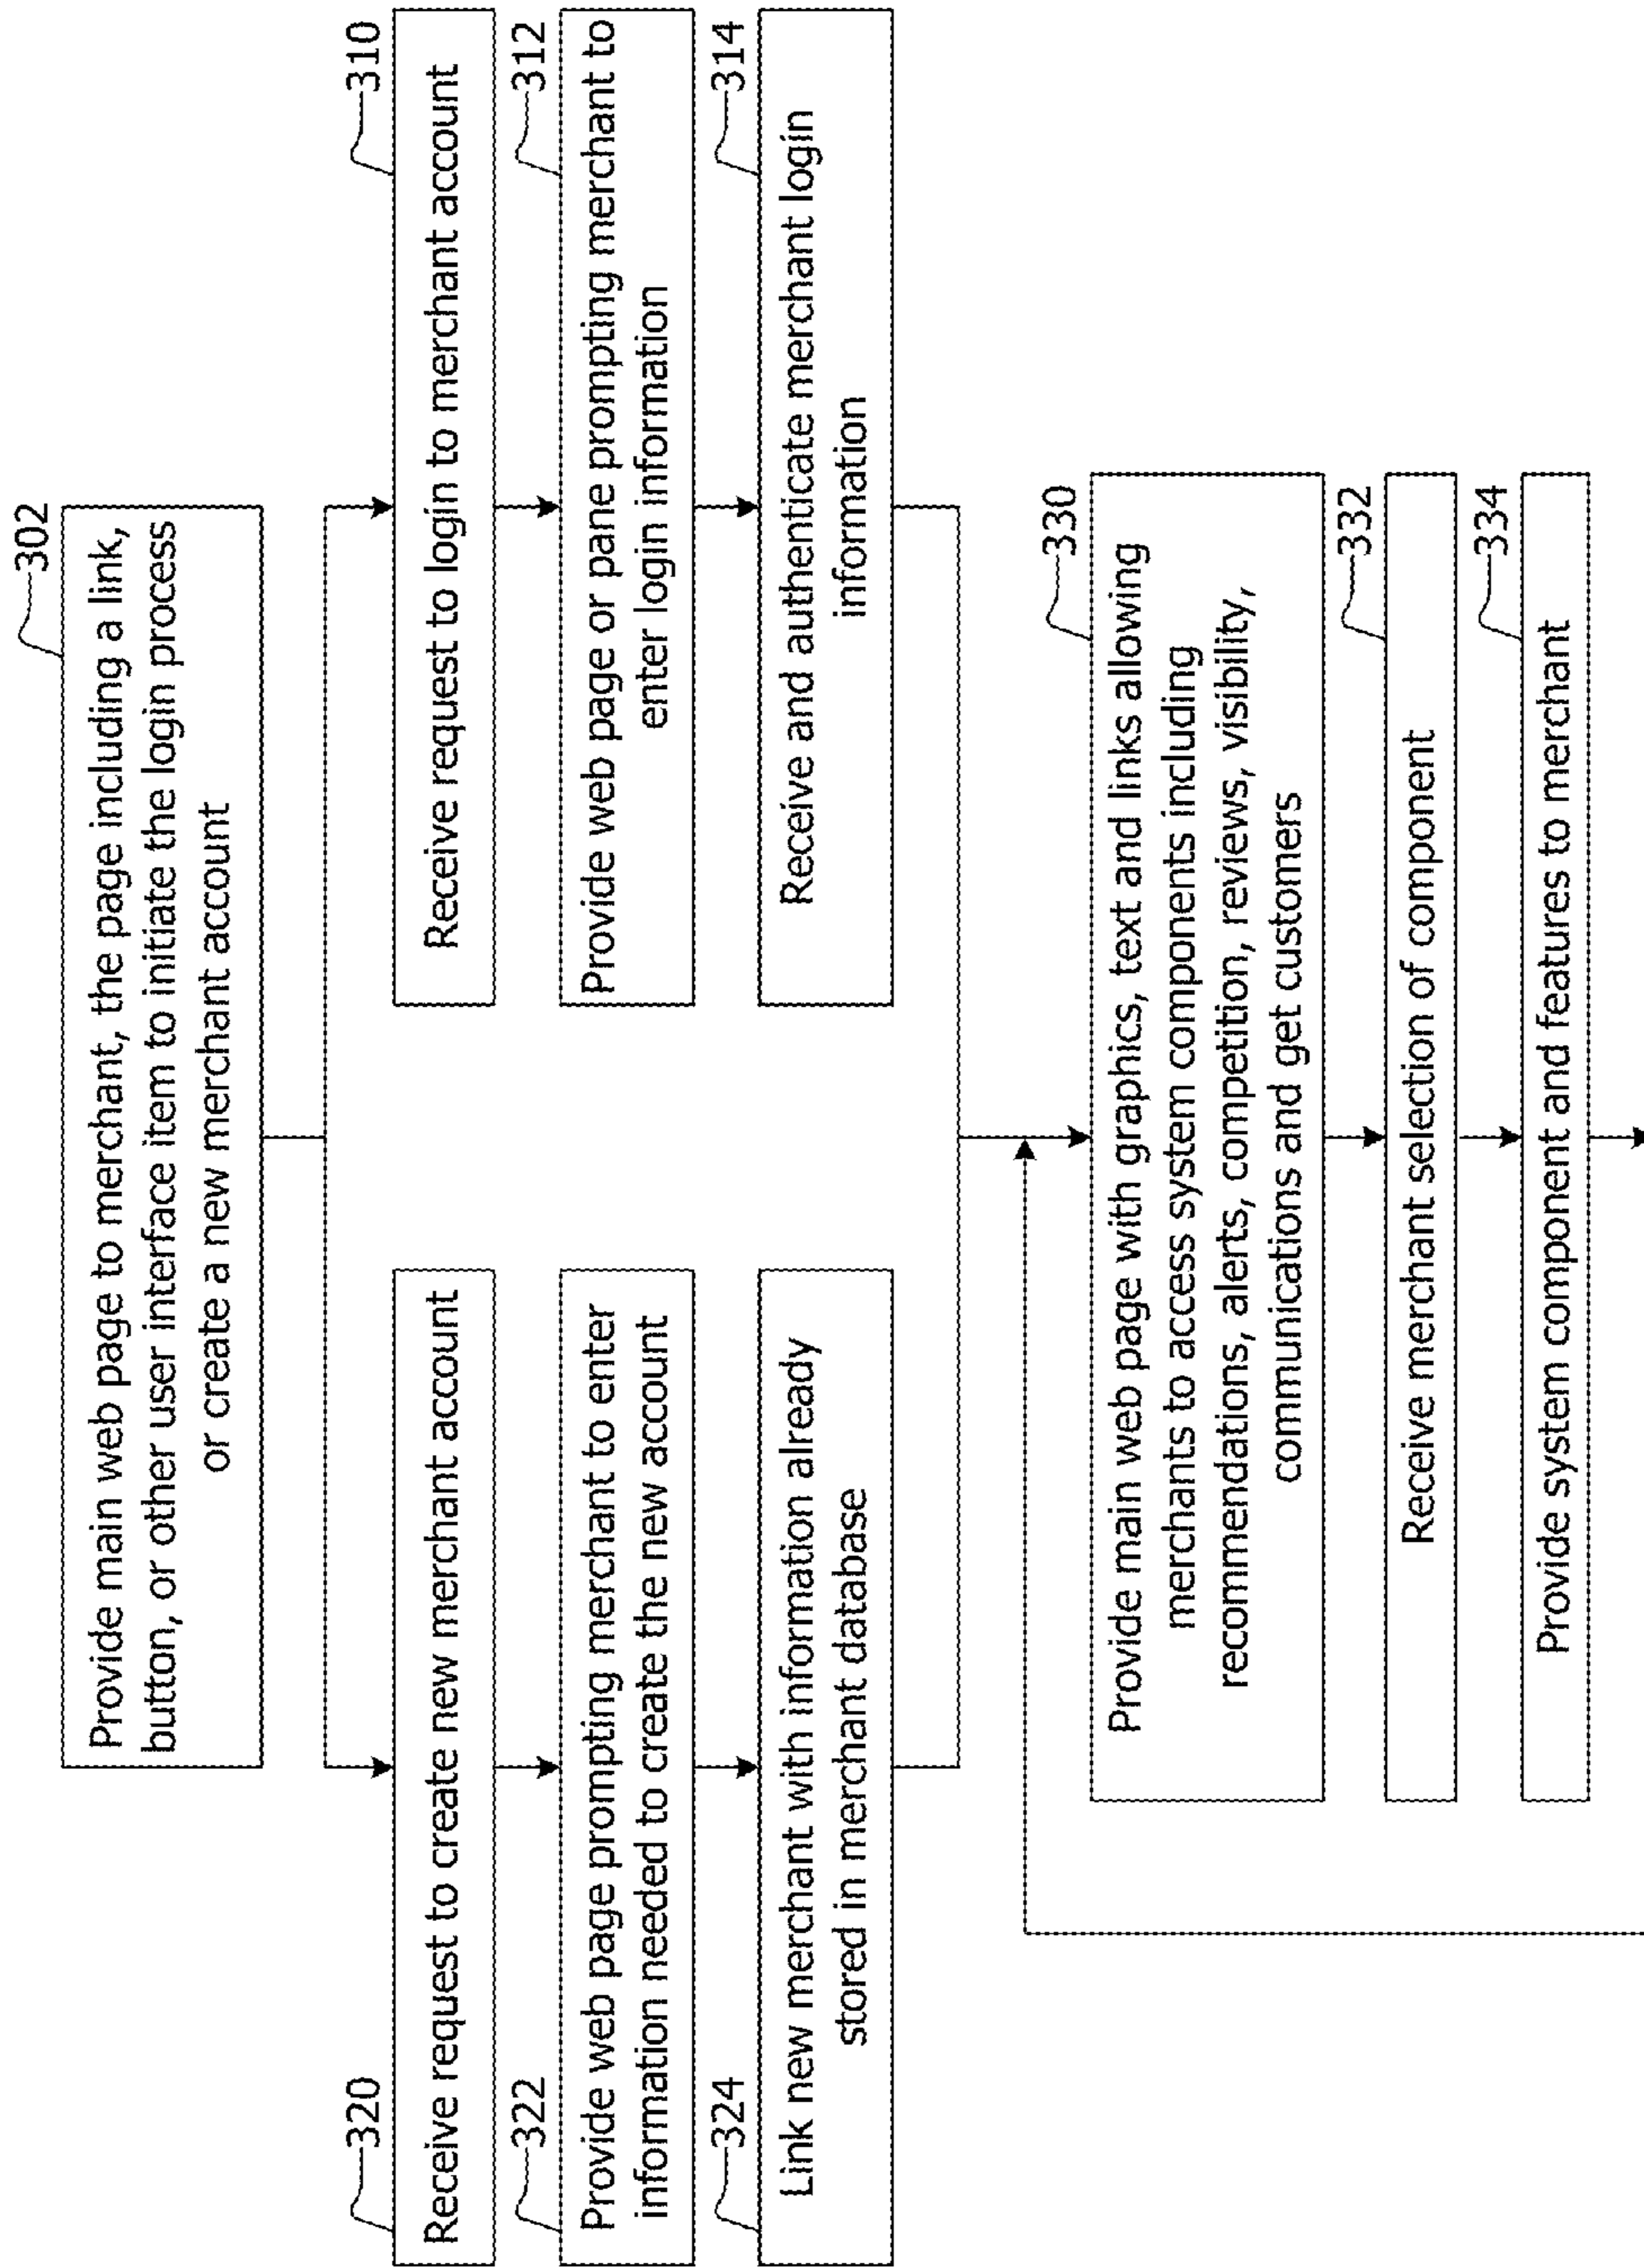 302
Provide main web page to merchant, the page including a link,
button, or other user interface item to initiate the login process
or create a new merchant account
320
Receive request to create new merchant account
322
Provide web page prompting merchant to enter
information needed to create the new account
324
Link new merchant with information already
stored in merchant database
310
Receive request to login to merchant account
312
Provide web page or pane prompting merchant to
enter login information
314
Receive and authenticate merchant login
information
330
Provide main web page with graphics, text and links allowing
merchants to access system components including
recommendations, alerts, competition, reviews, visibility,
communications and get customers
332
Receive merchant selection of component
334
Provide system component and features to merchant